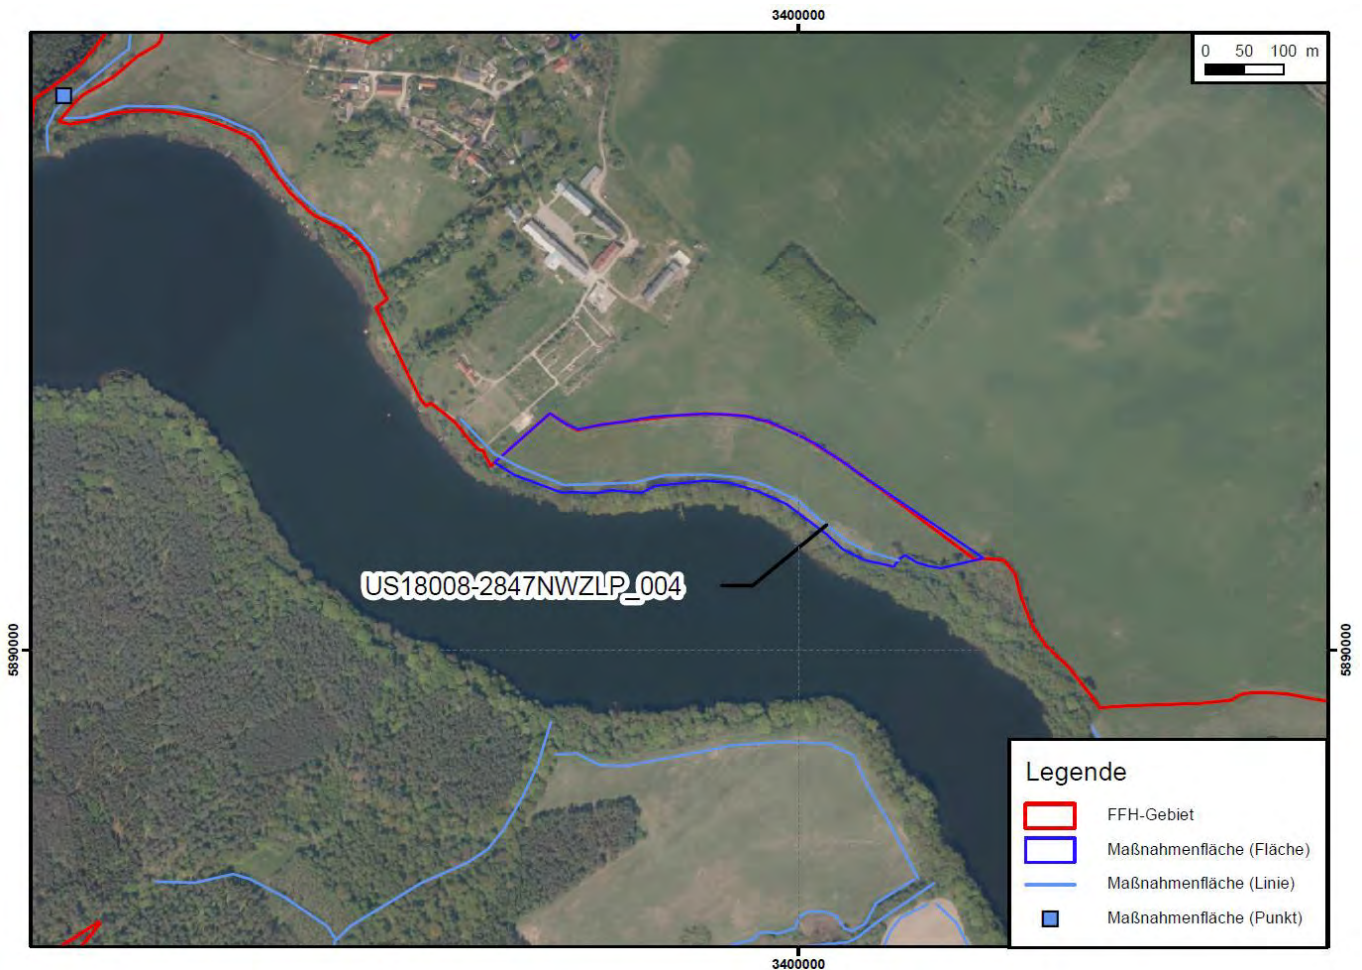 3400000
0 50 100 m
US18008-2847NWZLP_004
5890000
5890000
Legende
FFH-Gebiet
Maßnahmenfläche (Fläche)
Maßnahmenfläche (Linie)
Maßnahmenfläche (Punkt)
3400000